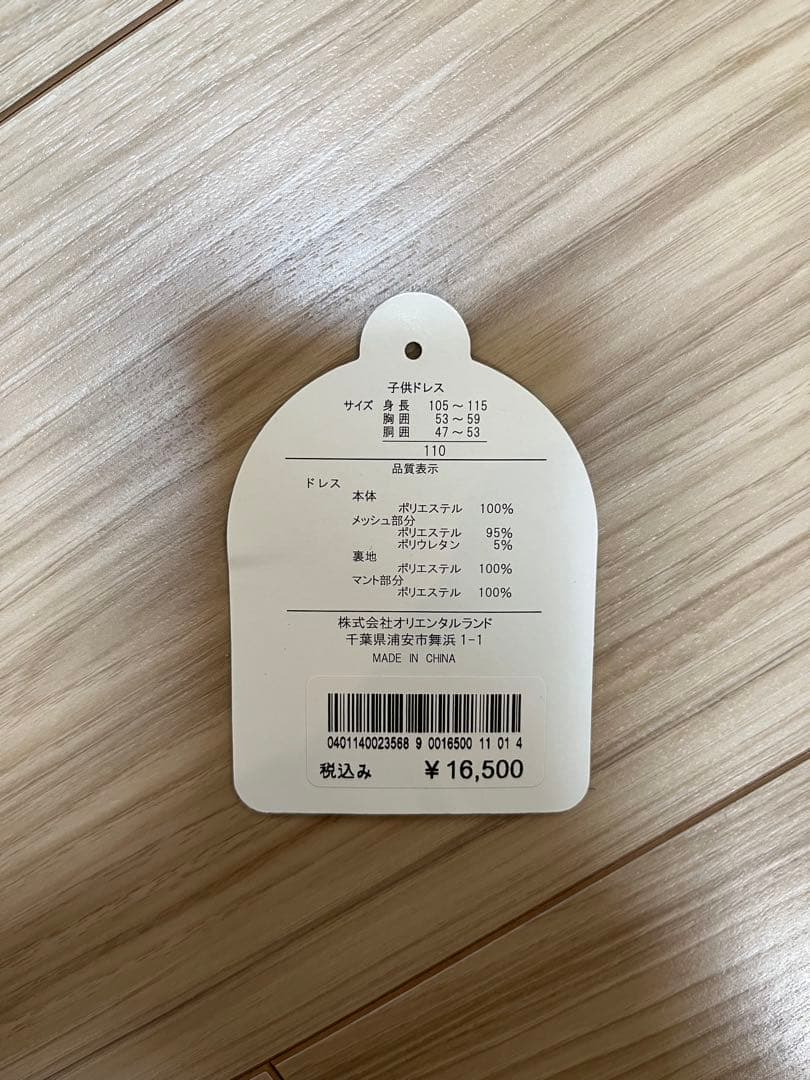 子供ドレス
サイズ 身長 105～115
胸囲 53～59
胴囲 47～53
110
品質表示
ドレス
本体
ポリエステル 100%
メッシュ部分
ポリエステル 95%
ポリウレタン 5%
裏地
ポリエステル 100%
マント部分
ポリエステル 100%
株式会社オリエンタルランド
千葉県浦安市舞浜1-1
MADE IN CHINA
0401140023568 9 0016500 11 01 4
税込み ¥16,500